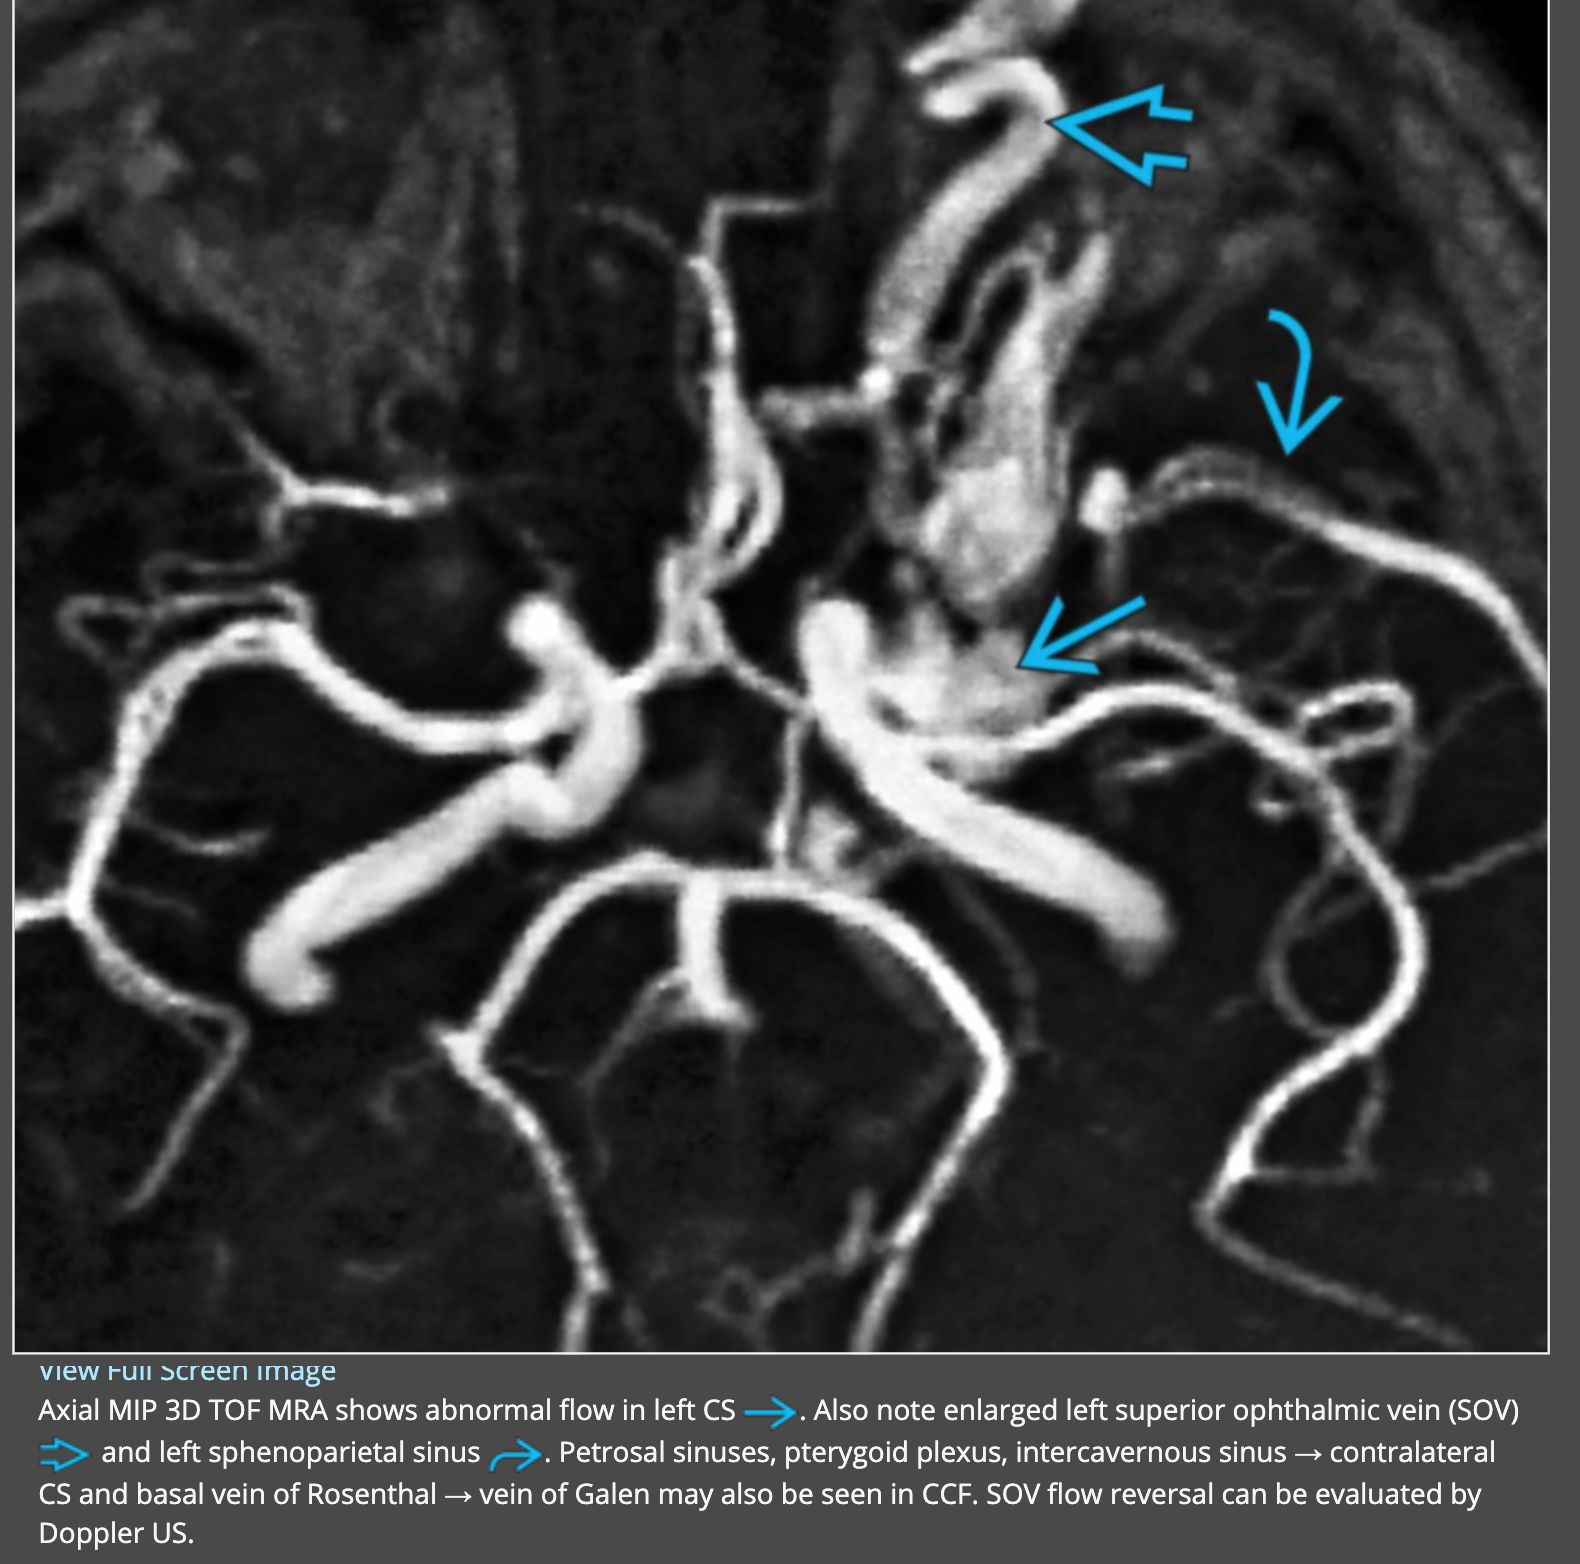 View Full Screen Image
Axial MIP 3D TOF MRA shows abnormal flow in left CS →. Also note enlarged left superior ophthalmic vein (SOV)
⇨ and left sphenoparietal sinus ↷. Petrosal sinuses, pterygoid plexus, intercavernous sinus → contralateral
CS and basal vein of Rosenthal → vein of Galen may also be seen in CCF. SOV flow reversal can be evaluated by
Doppler US.